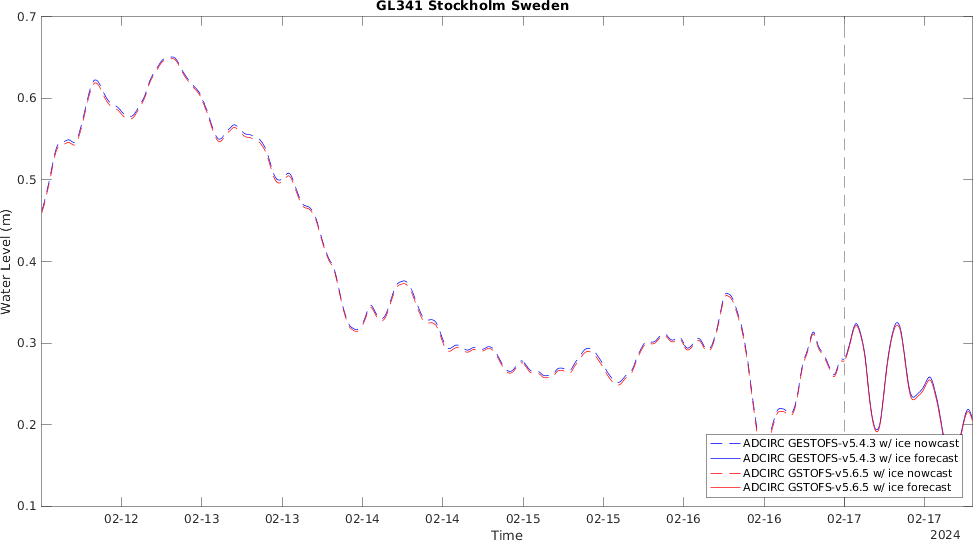 GL341 Stockholm Sweden
0.7
0.6
0.5
0.4
0.3
0.2
0.1
Water Level (m)
ADCIRC GESTOFS-v5.4.3 w/ ice nowcast
ADCIRC GESTOFS-v5.4.3 w/ ice forecast
ADCIRC GSTOFS-v5.6.5 w/ ice nowcast
ADCIRC GSTOFS-v5.6.5 w/ ice forecast
02-12 02-13 02-13 02-14 02-14 02-15 02-15 02-16 02-16 02-17 02-17
Time
2024